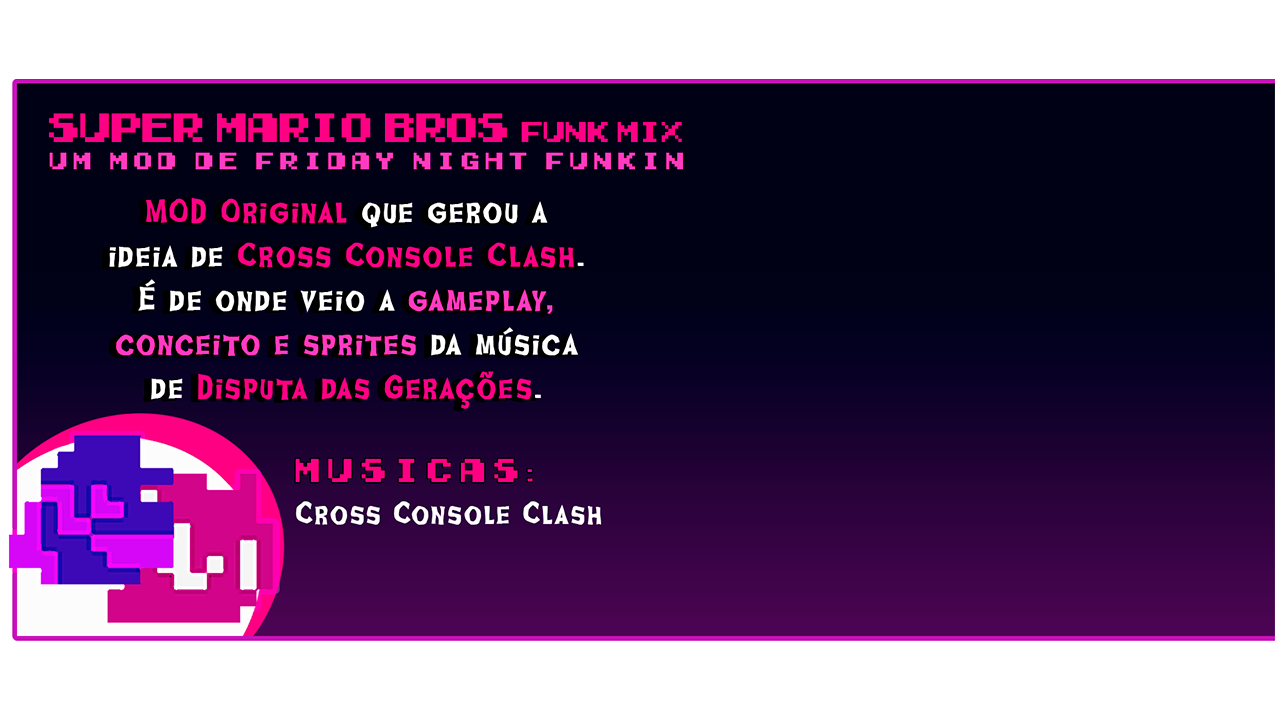 SUPER MARIO BROS FUNK MIX
UM MOD DE FRIDAY NIGHT FUNKIN
MOD Original que gerou a
ideia de Cross Console Clash.
É de onde veio a gameplay,
conceito e sprites da música
de Disputa das Gerações.
MUSICAS:
Cross Console Clash